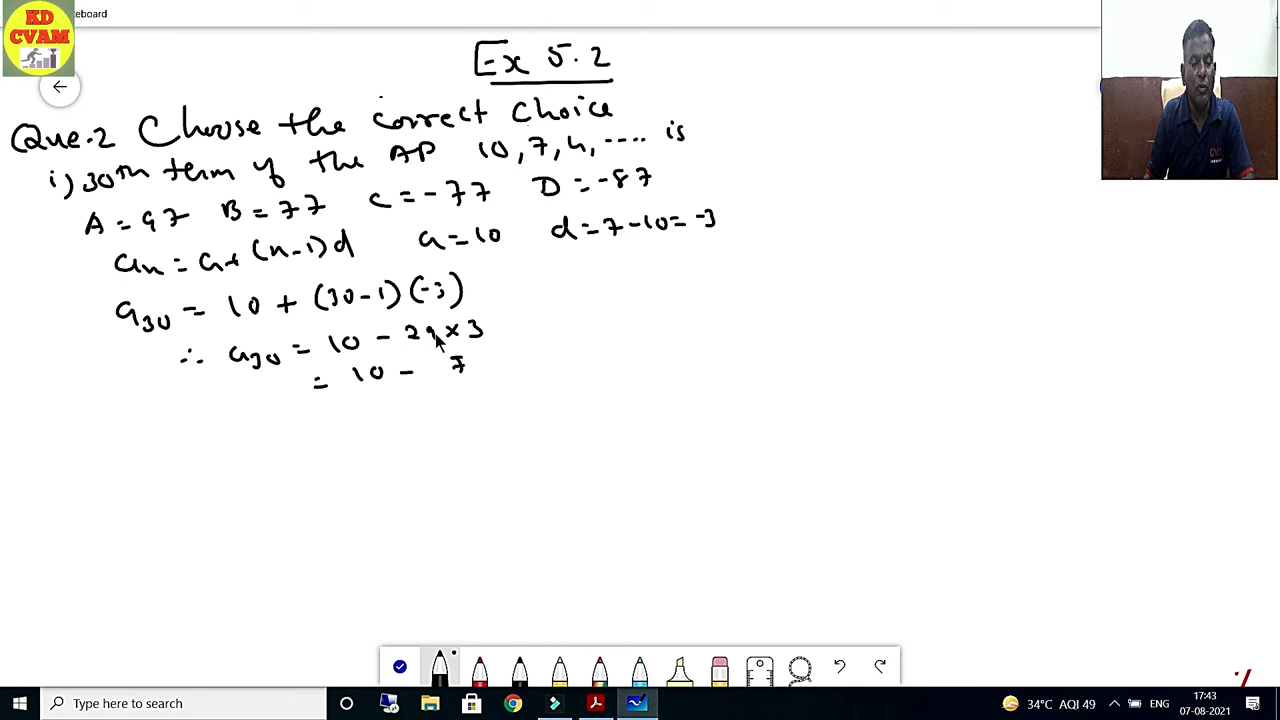 KD
CVAM
eboard
Ex 5.2
Que.2 Choose the correct choice
i) 30th term of the AP 10, 7, 4, .... is
A = 97 B = 77 C = -77 D = -87
an = a + (n-1)d a = 10 d = 7-10 = -3
a30 = 10 + (30-1)(-3)
∴ a30 = 10 - 29 × 3
= 10 - 7
CVAM
Type here to search
34°C AQI 49
ENG
17:43
07-08-2021